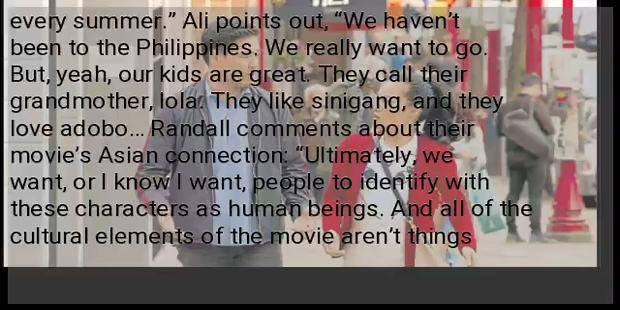 every summer.” Ali points out, “We haven’t
been to the Philippines. We really want to go.
But, yeah, our kids are great. They call their
grandmother, lola. They like sinigang, and they
love adobo… Randall comments about their
movie’s Asian connection: “Ultimately, we
want, or I know I want, people to identify with
these characters as human beings. And all of the
cultural elements of the movie aren’t things